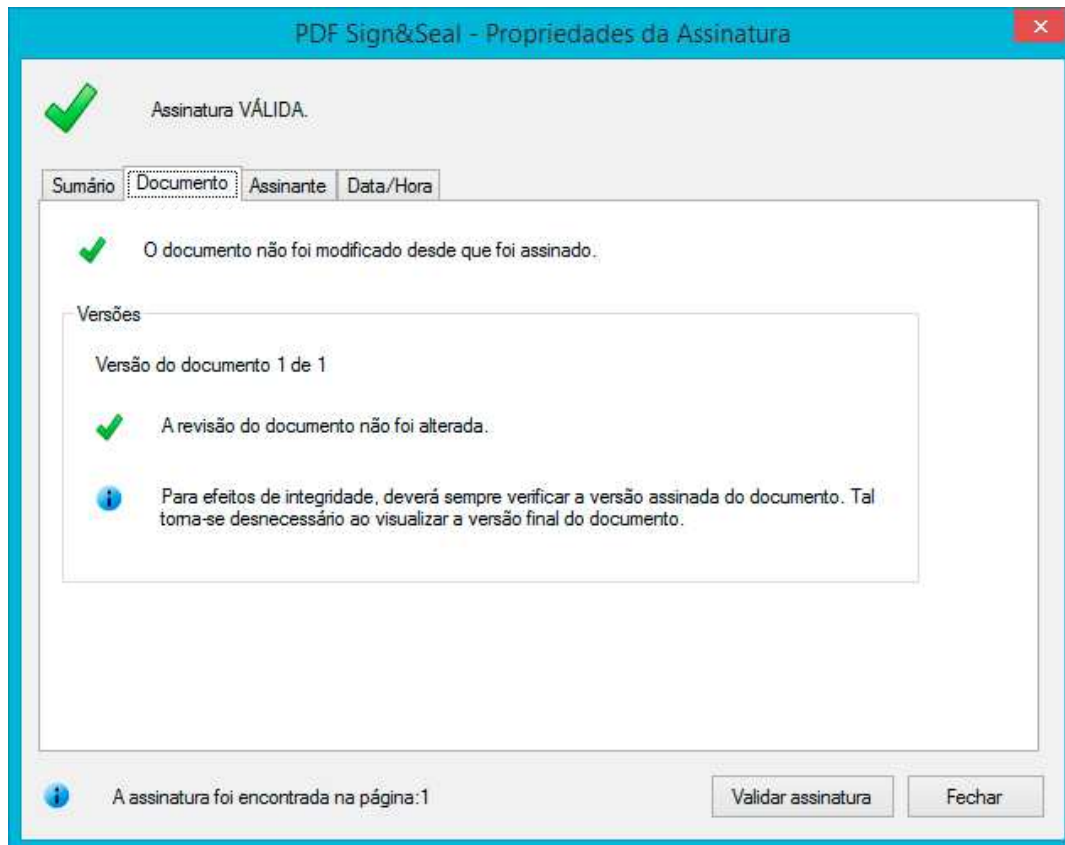 PDF Sign&Seal - Propriedades da Assinatura
Assinatura VÁLIDA.
Sumário Documento Assinante Data/Hora
O documento não foi modificado desde que foi assinado.
Versões
Versão do documento 1 de 1
A revisão do documento não foi alterada.
Para efeitos de integridade, deverá sempre verificar a versão assinada do documento. Tal
torna-se desnecessário ao visualizar a versão final do documento.
A assinatura foi encontrada na página:1
Validar assinatura Fechar